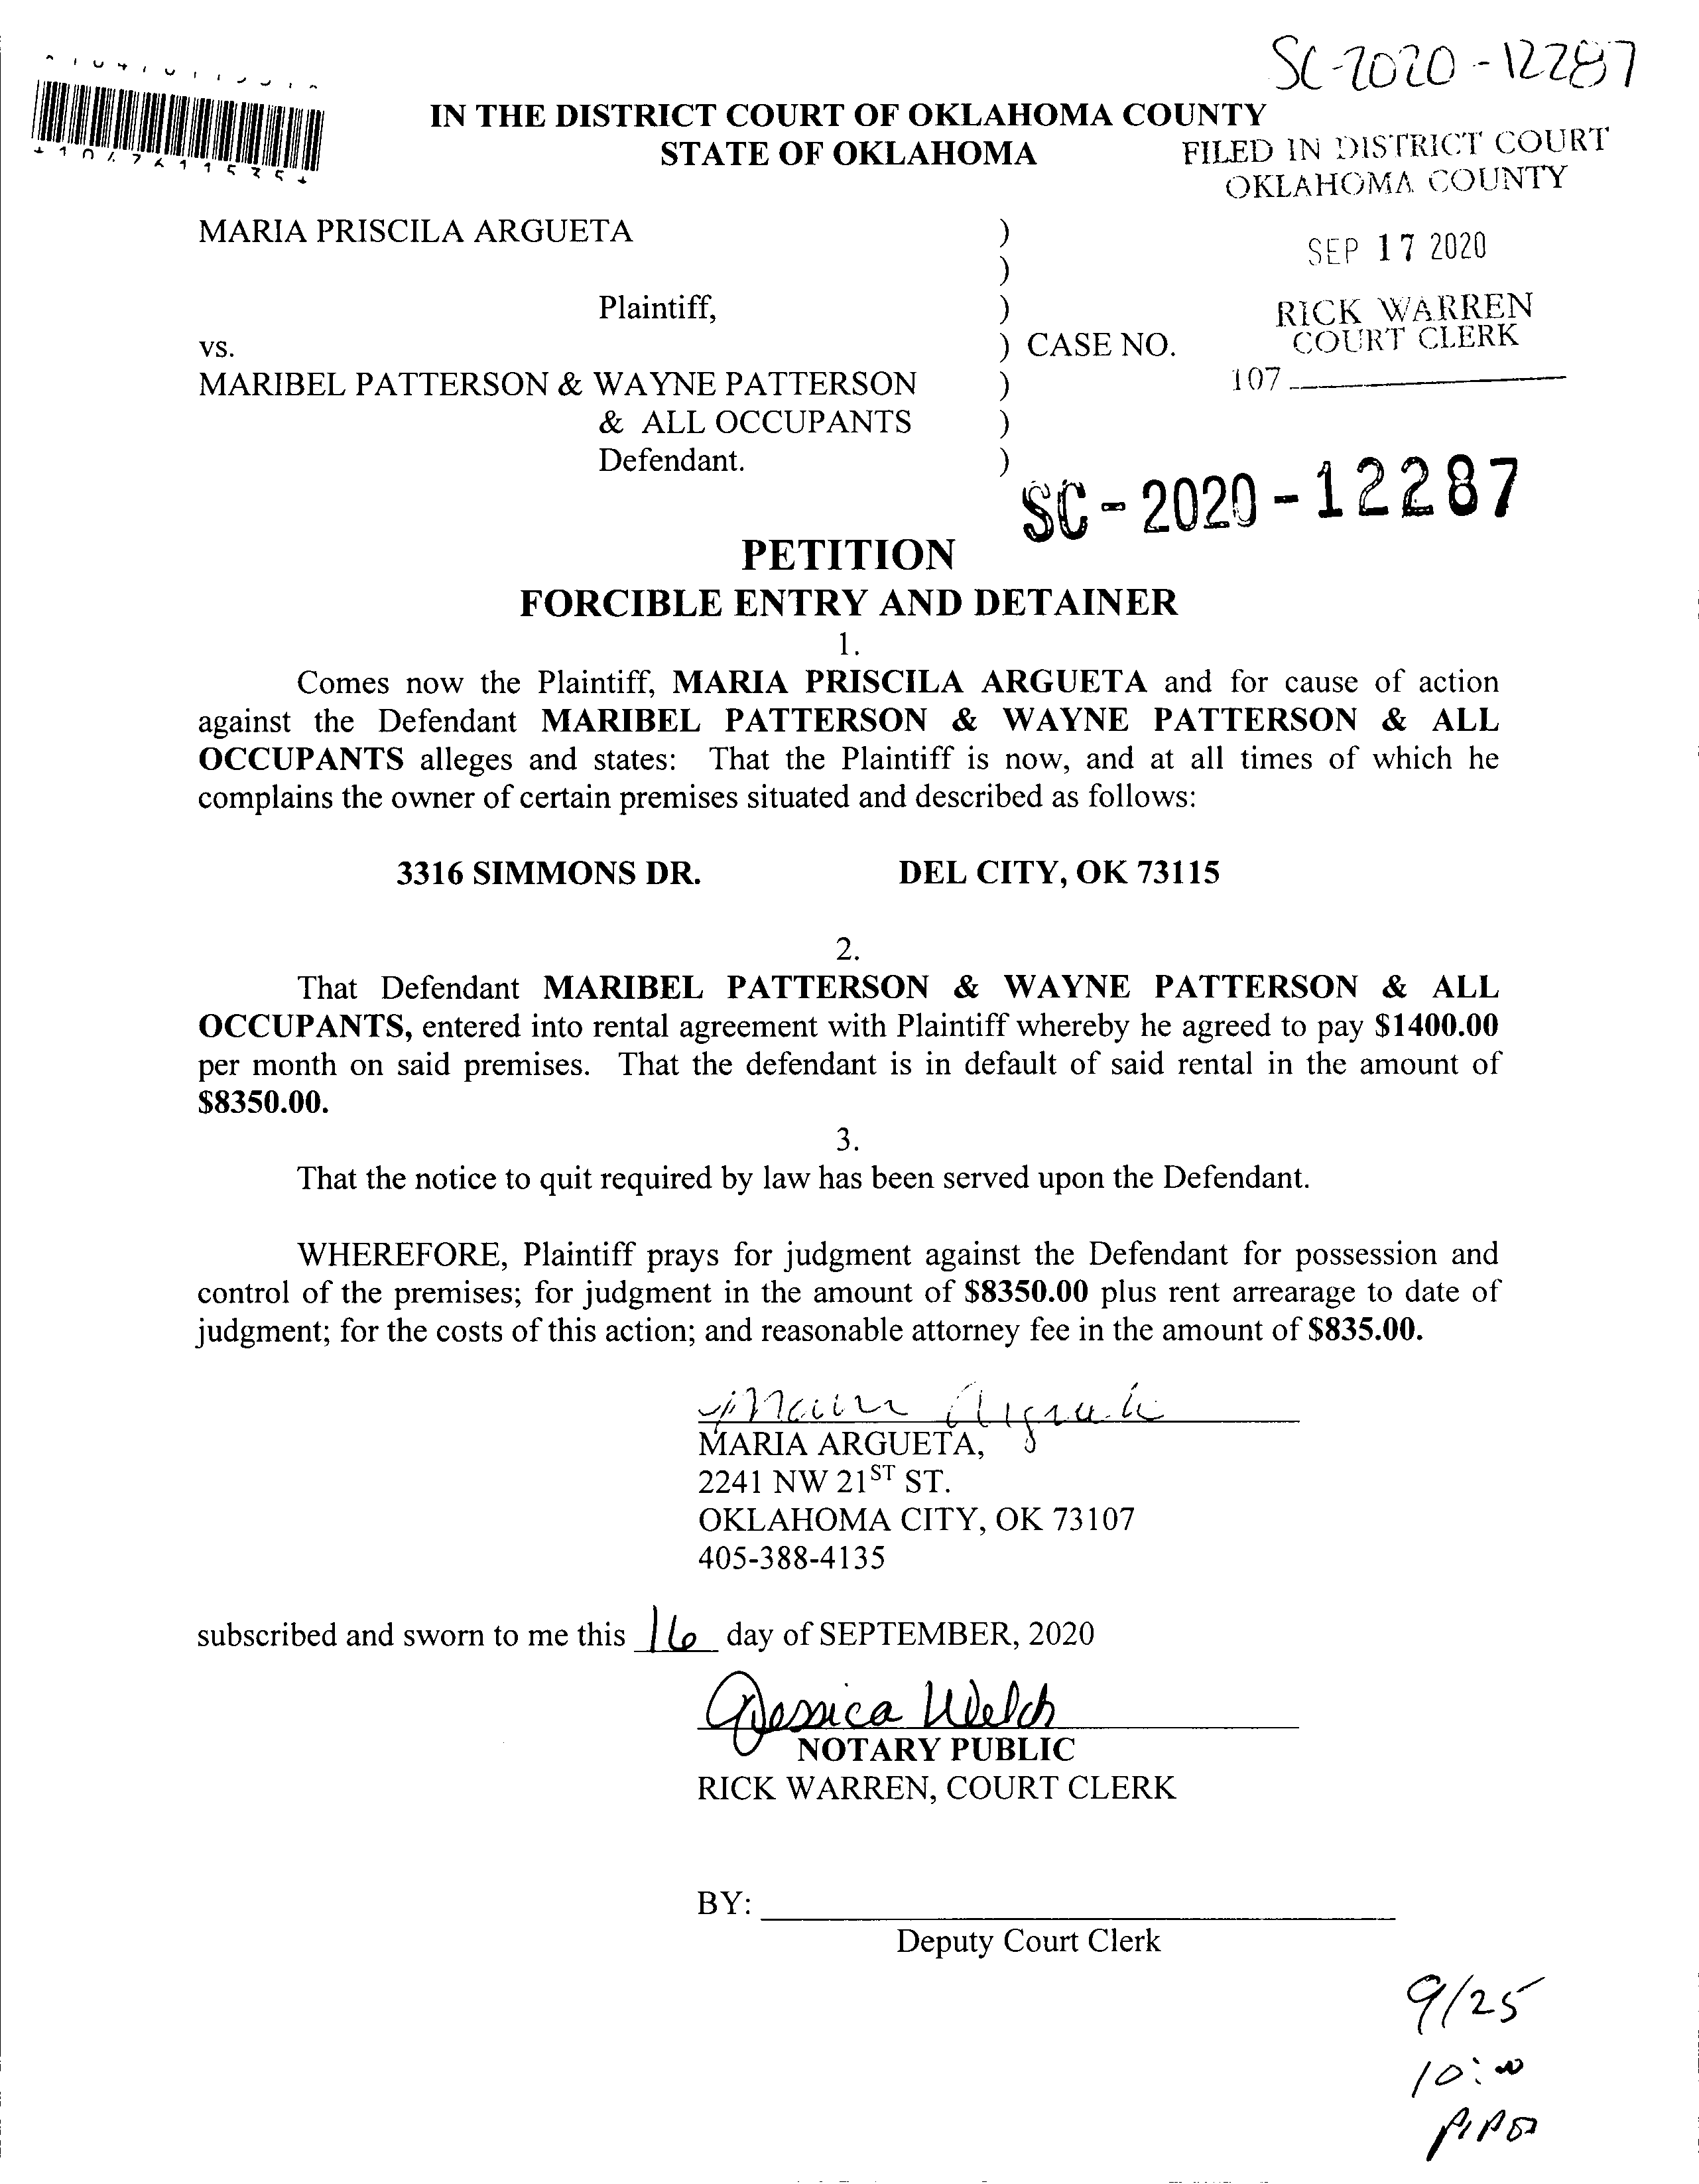 SC-2020-12287
IN THE DISTRICT COURT OF OKLAHOMA COUNTY
STATE OF OKLAHOMA
FILED IN DISTRICT COURT
OKLAHOMA COUNTY
MARIA PRISCILA ARGUETA )
SEP 17 2020
)
Plaintiff, )
RICK WARREN
COURT CLERK
vs. ) CASE NO.
MARIBEL PATTERSON & WAYNE PATTERSON )
107
& ALL OCCUPANTS )
Defendant. )
SC-2020-12287
PETITION
FORCIBLE ENTRY AND DETAINER
1.
Comes now the Plaintiff, MARIA PRISCILA ARGUETA and for cause of action
against the Defendant MARIBEL PATTERSON & WAYNE PATTERSON & ALL
OCCUPANTS alleges and states: That the Plaintiff is now, and at all times of which he
complains the owner of certain premises situated and described as follows:
3316 SIMMONS DR. DEL CITY, OK 73115
2.
That Defendant MARIBEL PATTERSON & WAYNE PATTERSON & ALL
OCCUPANTS, entered into rental agreement with Plaintiff whereby he agreed to pay $1400.00
per month on said premises. That the defendant is in default of said rental in the amount of
$8350.00.
3.
That the notice to quit required by law has been served upon the Defendant.
WHEREFORE, Plaintiff prays for judgment against the Defendant for possession and
control of the premises; for judgment in the amount of $8350.00 plus rent arrearage to date of
judgment; for the costs of this action; and reasonable attorney fee in the amount of $835.00.
Maria Argueta
MARIA ARGUETA,
2241 NW 21ST ST.
OKLAHOMA CITY, OK 73107
405-388-4135
subscribed and sworn to me this 16 day of SEPTEMBER, 2020
Jessica Welch
NOTARY PUBLIC
RICK WARREN, COURT CLERK
BY:
Deputy Court Clerk
9/25
10:00